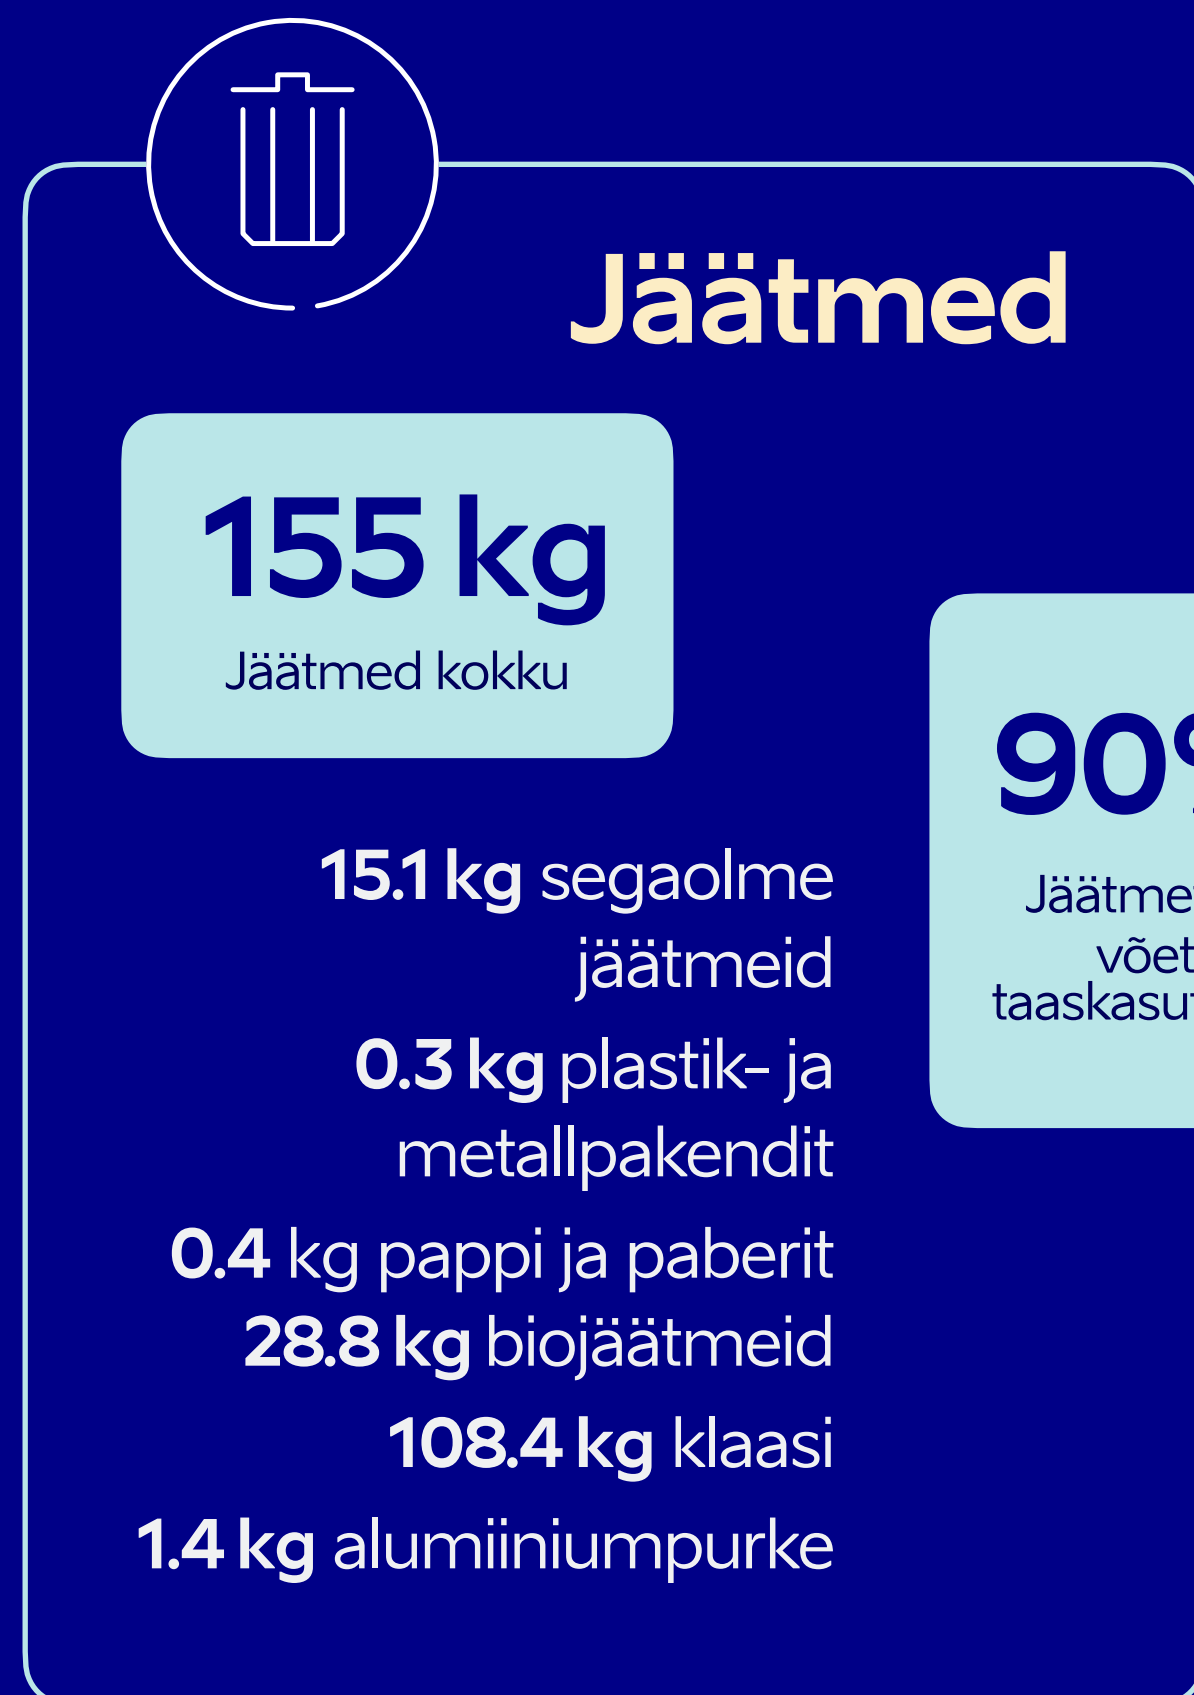 Jäätmed
155 kg
Jäätmed kokku
15.1 kg segaolme
jäätmeid
0.3 kg plastik- ja
metallpakendit
0.4 kg pappi ja paberit
28.8 kg biojäätmeid
108.4 kg klaasi
1.4 kg alumiiniumpurke
90%